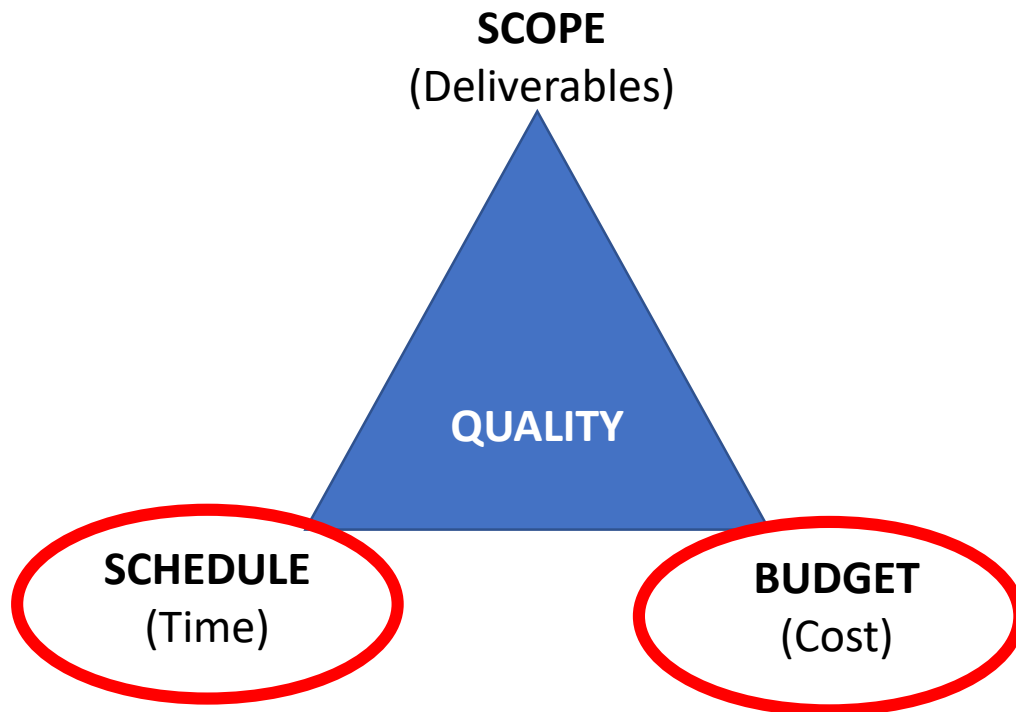 SCOPE
(Deliverables)
QUALITY
SCHEDULE
(Time)
BUDGET
(Cost)